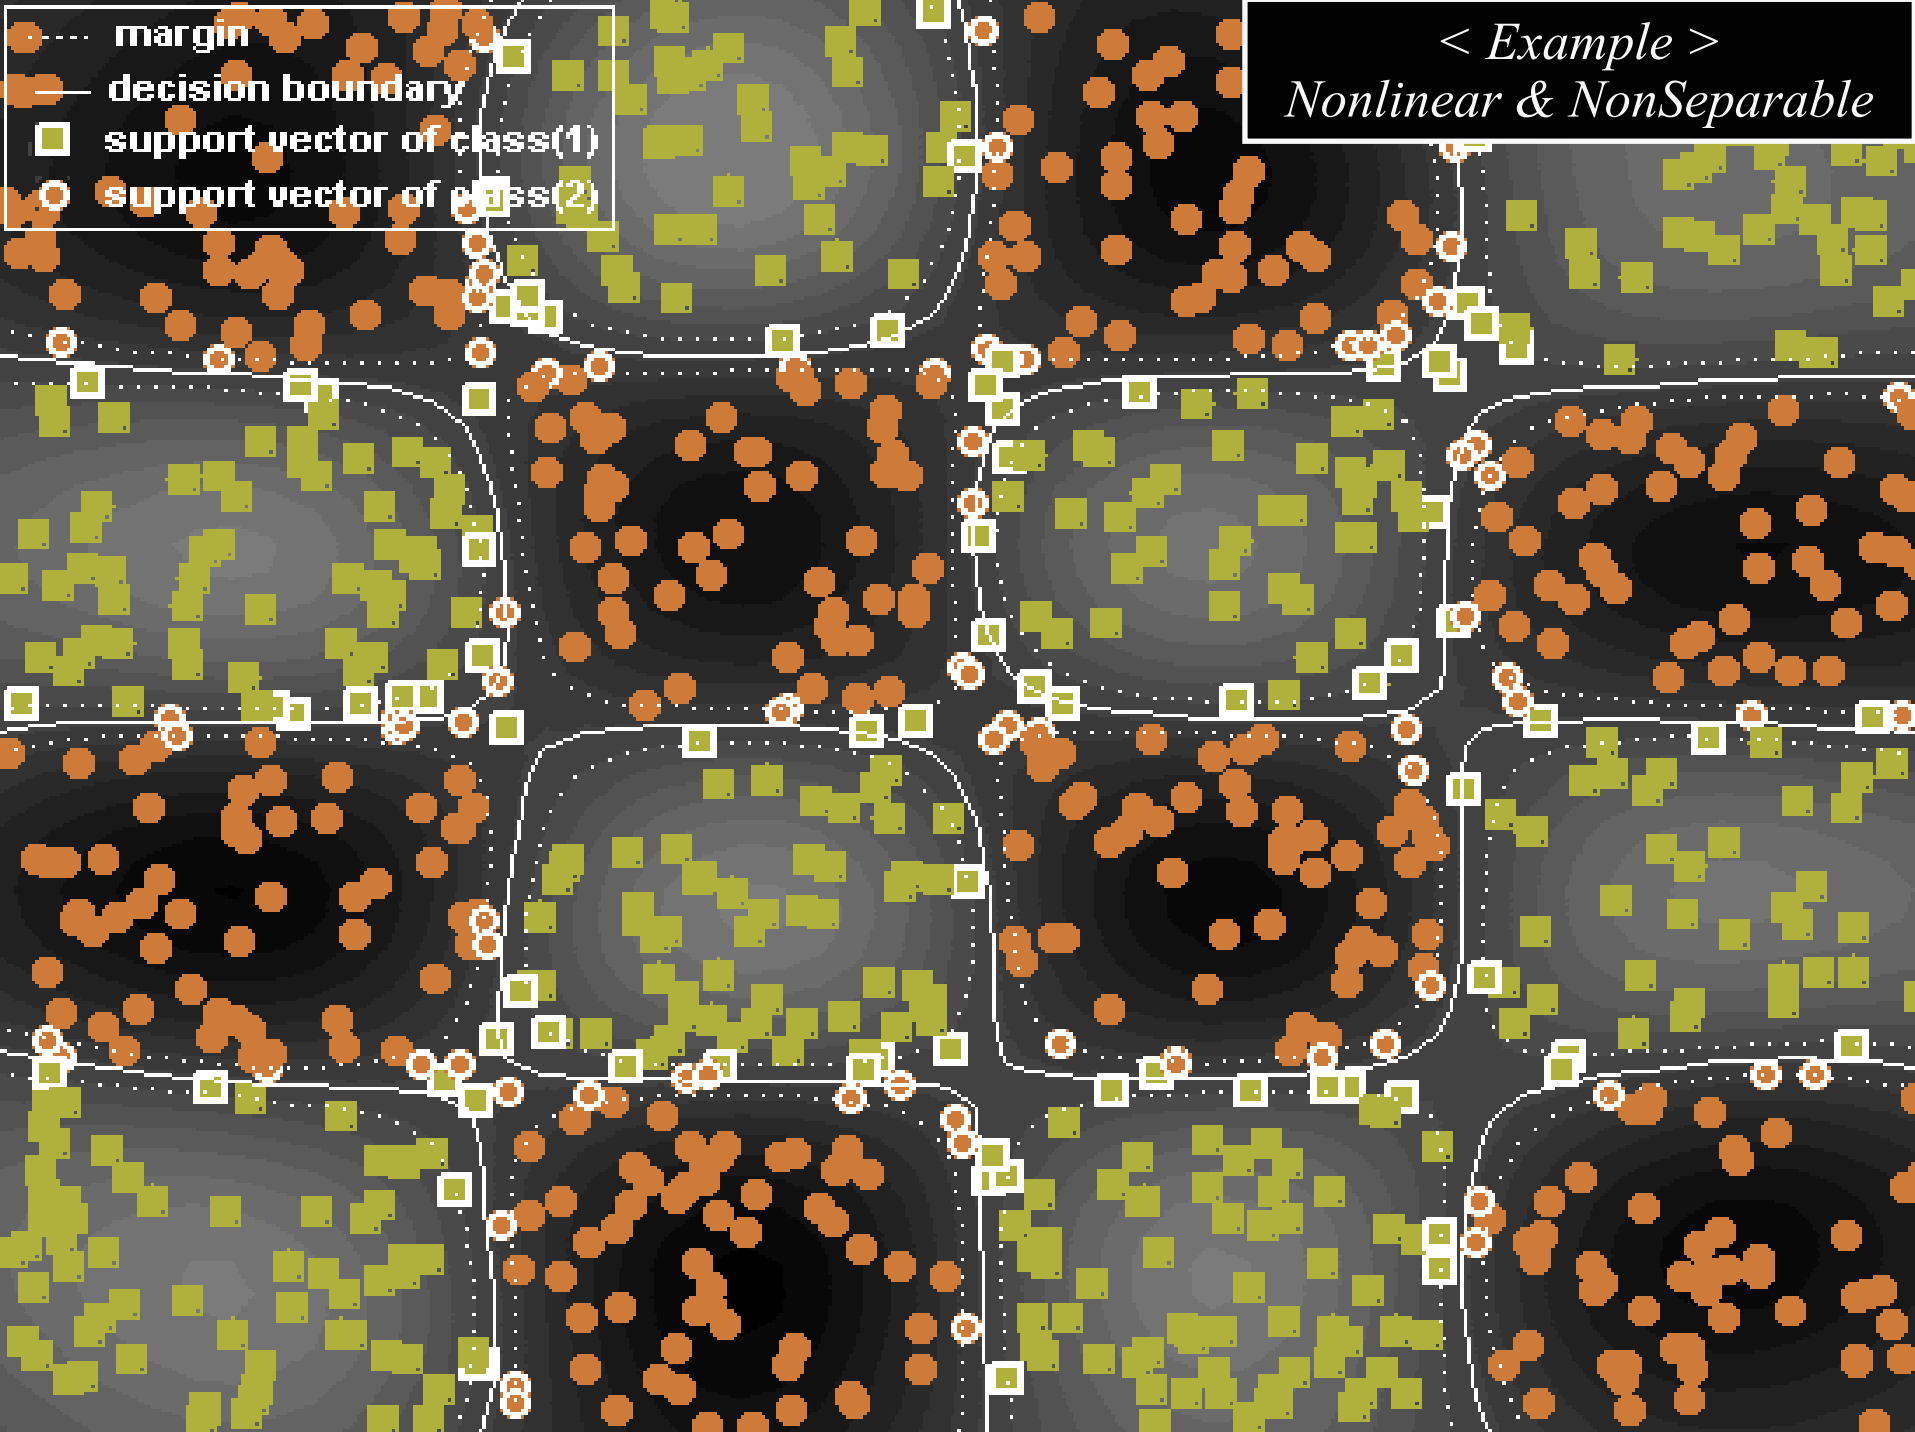 margin
decision boundary
support vector of class(1)
support vector of class(2)
< Example >
Nonlinear & NonSeparable